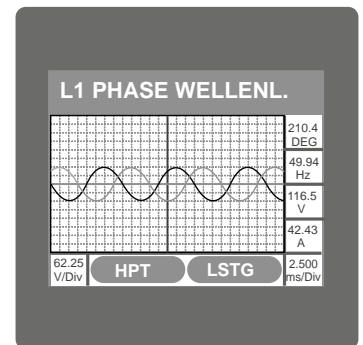 L1 PHASE WELLENL.
210.4
DEG
49.94
Hz
116.5
V
42.43
A
62.25
V/Div
HPT
LSTG
2.500
ms/Div